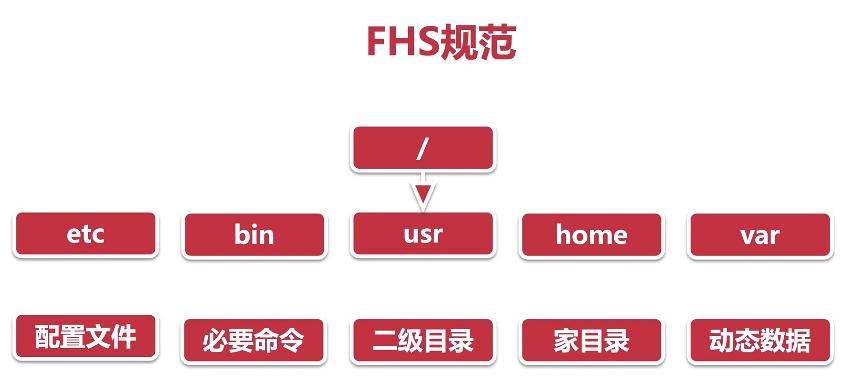 FHS规范
/
etc
bin
usr
home
var
配置文件
必要命令
二级目录
家目录
动态数据